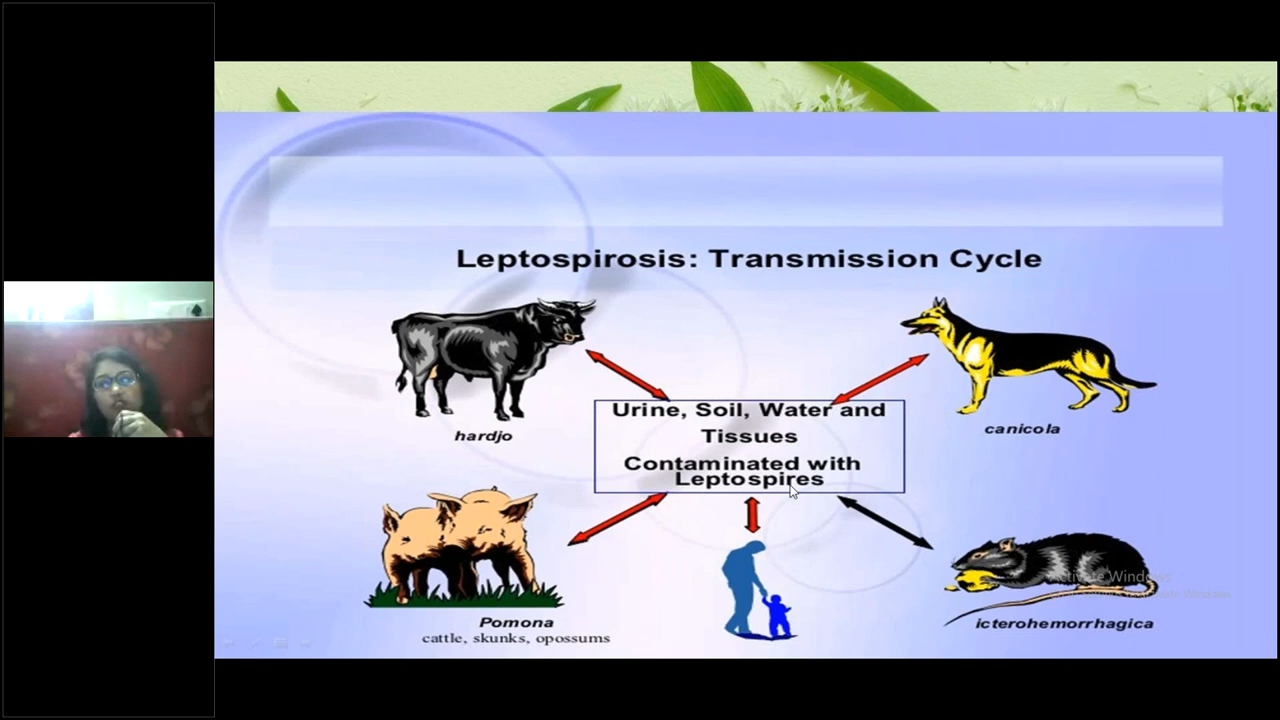 Leptospirosis: Transmission Cycle
hardjo
canicola
Urine, Soil, Water and
Tissues
Contaminated with
Leptospires
Pomona
cattle, skunks, opossums
icterohemorrhagica
Activate Windows